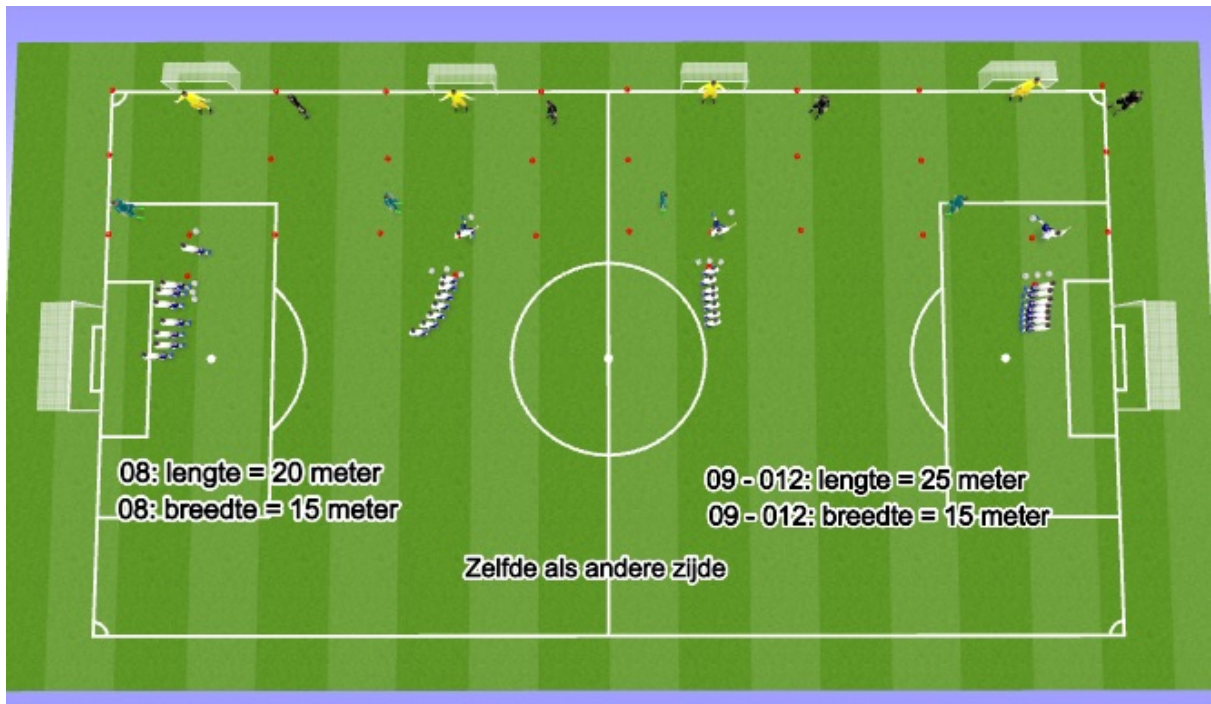 08: lengte = 20 meter
08: breedte = 15 meter
09 - 012: lengte = 25 meter
09 - 012: breedte = 15 meter
Zelfde als andere zijde